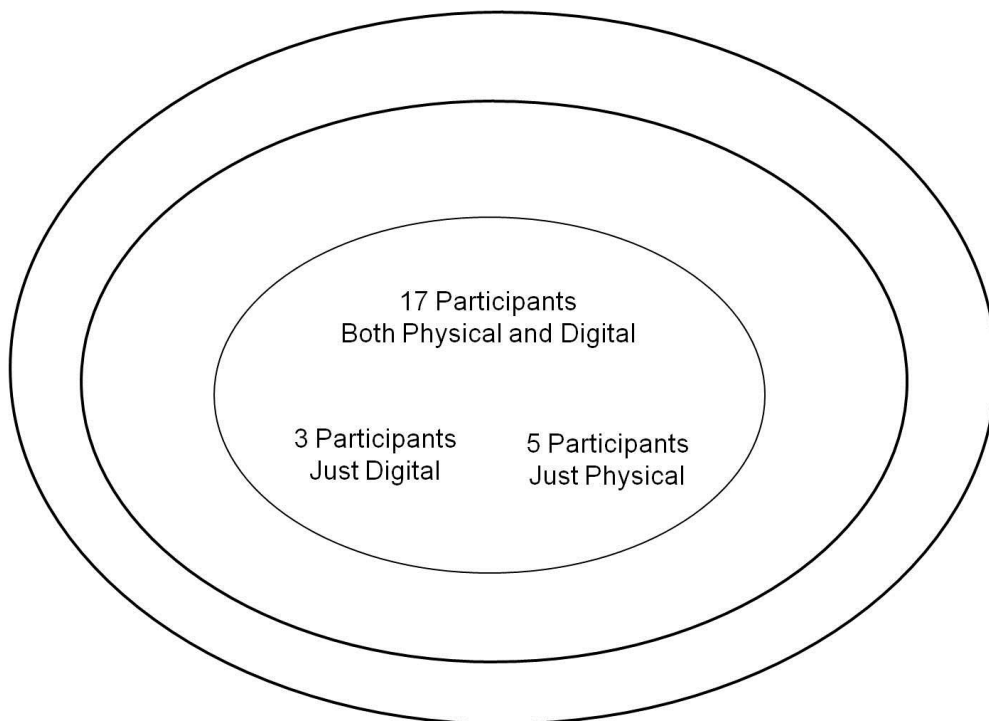 17 Participants
Both Physical and Digital
3 Participants
Just Digital
5 Participants
Just Physical